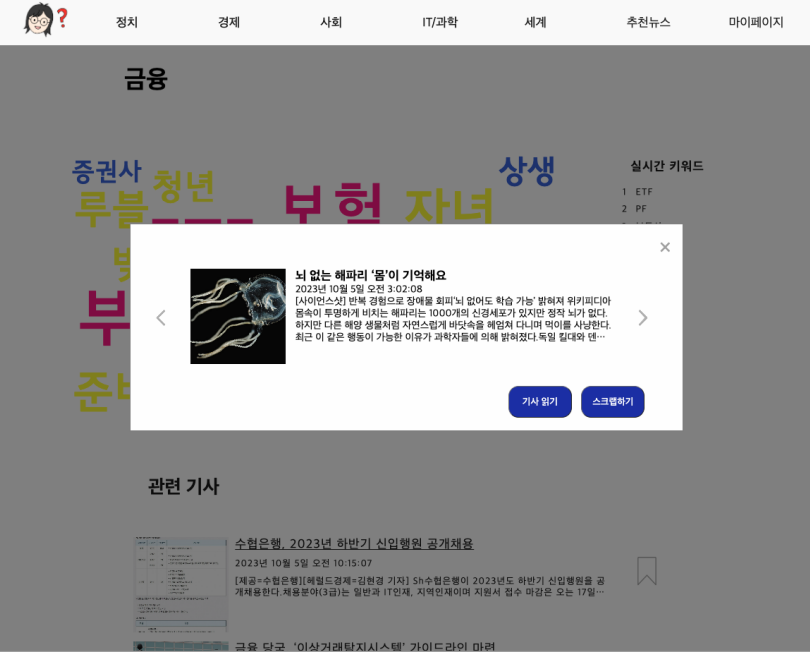 ?
정치 경제 사회 IT/과학 세계 추천뉴스 마이페이지
금융
증권사
청년
루블
보험
자녀
상생
실시간 키워드
1 ETF
2 PF
뇌 없는 해파리 ‘몸’이 기억해요
2023년 10월 5일 오전 3:02:08
[사이언스샷] 반복 경험으로 장애물 회피'뇌 없어도 학습 가능' 밝혀져 위키피디아
몸속이 투명하게 비치는 해파리는 1000개의 신경세포가 있지만 정작 뇌가 없다.
하지만 다른 해양 생물처럼 자연스럽게 바닷속을 헤엄쳐 다니며 먹이를 사냥한다.
최근 이 같은 행동이 가능한 이유가 과학자들에 의해 밝혀졌다.독일 킬대와 덴…
기사 읽기 스크랩하기
관련 기사
수협은행, 2023년 하반기 신입행원 공개채용
2023년 10월 5일 오전 10:15:07
[제공=수협은행][헤럴드경제=김현경 기자] Sh수협은행이 2023년도 하반기 신입행원을 공
개채용한다.채용분야(3급)는 일반과 IT인재, 지역인재이며 지원서 접수 마감은 오는 17일…
금융 당국, ‘이상거래탐지시스템’ 가이드라인 마련